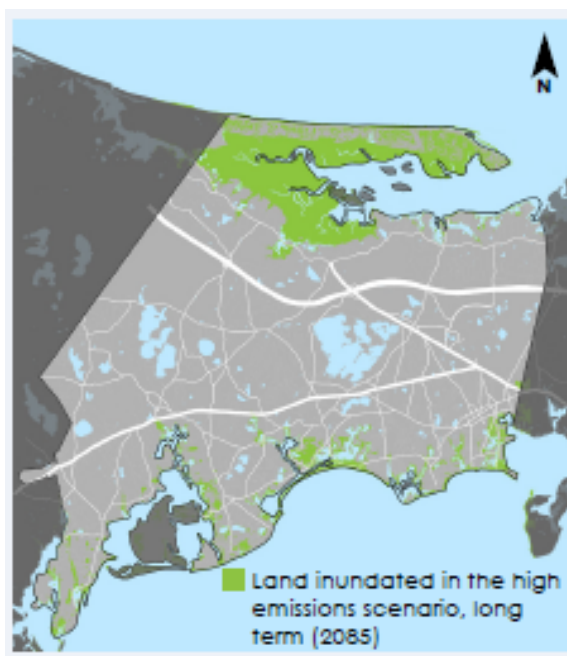 N
Land inundated in the high
emissions scenario, long
term (2085)